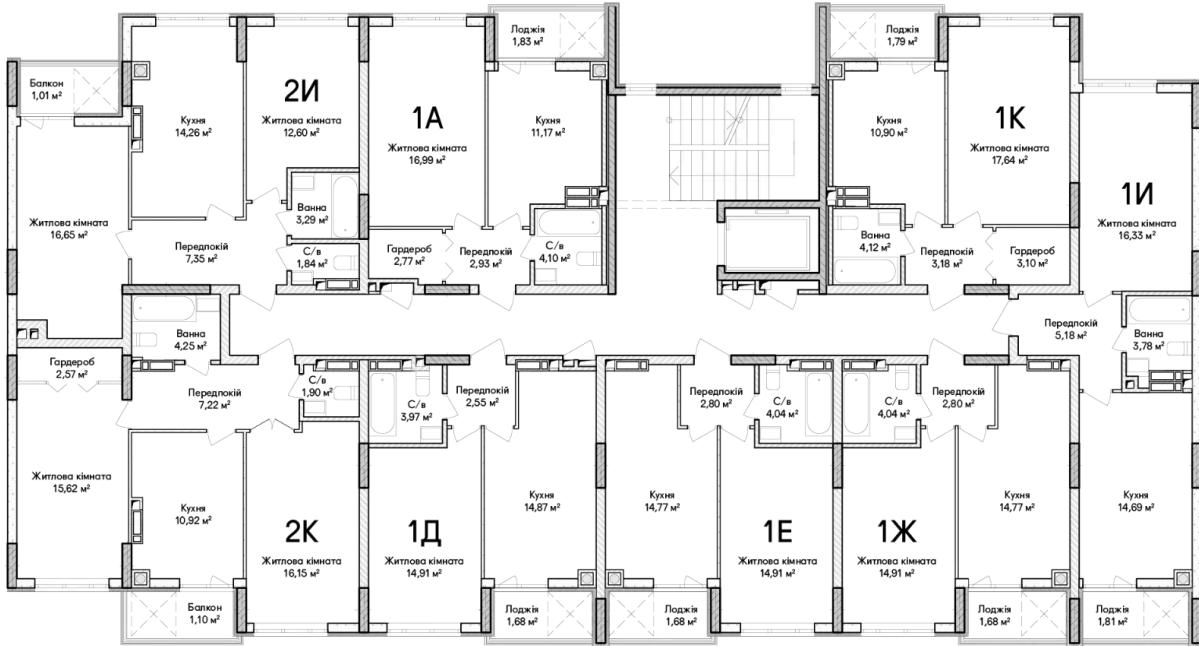 Балкон
1,01 м²
Кухня
14,26 м²
2И
Житлова кімната
12,60 м²
1А
Житлова кімната
16,99 м²
Лоджія
1,83 м²
Кухня
11,17 м²
Лоджія
1,79 м²
Кухня
10,90 м²
1К
Житлова кімната
17,64 м²
1И
Житлова кімната
16,33 м²
Житлова кімната
16,65 м²
Передпокій
7,35 м²
Ванна
3,29 м²
С/в
1,84 м²
Гардероб
2,77 м²
Передпокій
2,93 м²
С/в
4,10 м²
Ванна
4,12 м²
Передпокій
3,18 м²
Гардероб
3,10 м²
Передпокій
5,18 м²
Ванна
3,78 м²
Ванна
4,25 м²
Гардероб
2,57 м²
Передпокій
7,22 м²
С/в
1,90 м²
С/в
3,97 м²
Передпокій
2,55 м²
Передпокій
2,80 м²
С/в
4,04 м²
С/в
4,04 м²
Передпокій
2,80 м²
Житлова кімната
15,62 м²
Кухня
10,92 м²
2К
Житлова кімната
16,15 м²
1Д
Житлова кімната
14,91 м²
Кухня
14,87 м²
Кухня
14,77 м²
1Е
Житлова кімната
14,91 м²
1Ж
Житлова кімната
14,91 м²
Кухня
14,77 м²
Кухня
14,69 м²
Балкон
1,10 м²
Лоджія
1,68 м²
Лоджія
1,68 м²
Лоджія
1,68 м²
Лоджія
1,81 м²